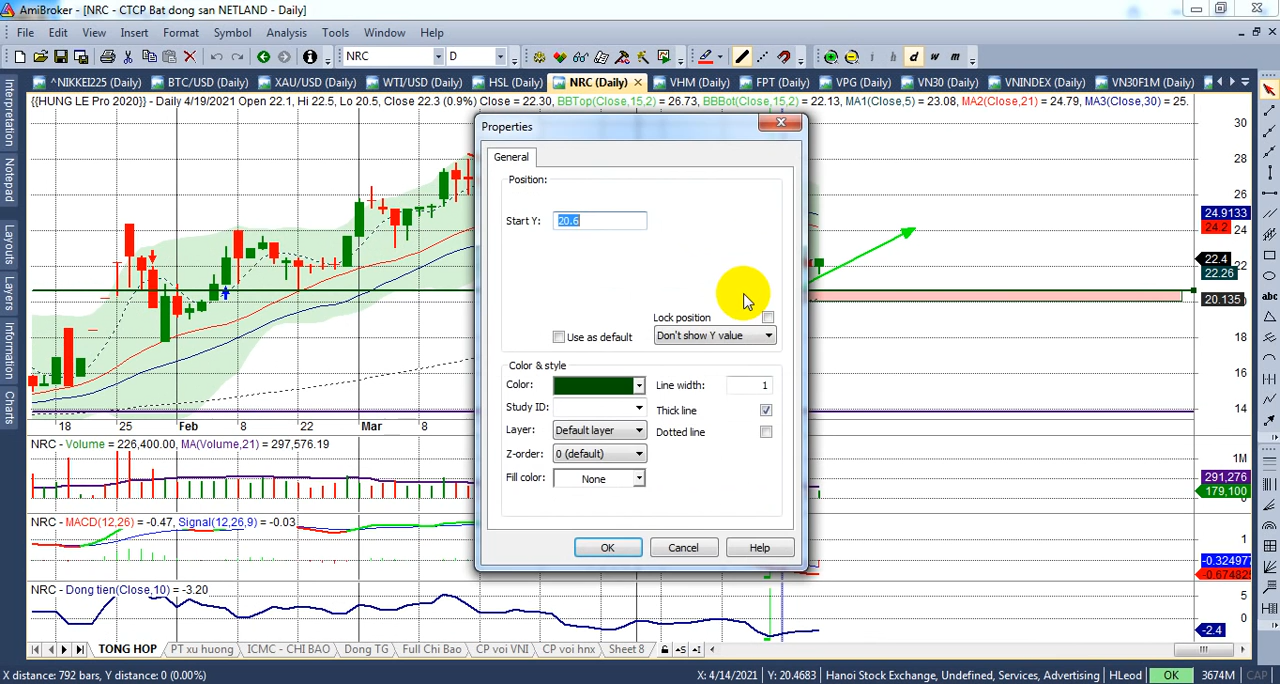 AmiBroker - [NRC - CTCP Bat dong san NETLAND - Daily]
File Edit View Insert Format Symbol Analysis Tools Window Help
NRC D d w m
^NIKKEI225 (Daily) BTC/USD (Daily) XAU/USD (Daily) WTI/USD (Daily) HSL (Daily) NRC (Daily) VHM (Daily) FPT (Daily) VPG (Daily) VN30 (Daily) VNIINDEX (Daily) VN30F1M (Daily)
{{HUNG LE Pro 2020}} - Daily 4/19/2021 Open 22.1, Hi 22.5, Lo 20.5, Close 22.3 (0.9%) Close = 22.30, BBTop(Close,15,2) = 26.73, BBBot(Close,15,2) = 22.13, MA1(Close,5) = 23.08, MA2(Close,21) = 24.79, MA3(Close,30) = 25.
Interpretation
Notepad
Layouts
Layers
Information
Charts
Properties
General
Position:
Start Y: 20.6
Lock position
Use as default Don't show Y value
Color & style
Color: Line width: 1
Study ID: Thick line
Layer: Default layer Dotted line
Z-order: 0 (default)
Fill color: None
OK Cancel Help
30
28
26
24.9133
24.2
22.4
22
22.26
20.135
18
16
14
18 25 Feb 8 22 Mar 8
NRC - Volume = 226,400.00, MA(Volume,21) = 297,576.19
1M
291,276
179,100
NRC - MACD(12,26) = -0.47, Signal(12,26,9) = -0.03
1
-0.324977
-0.674825
NRC - Dong tien(Close,10) = -3.20
5
0
-2.4
abc
TONG HOP PT xu huong ICMC - CHI BAO Dong TG Full Chi Bao CP voi VNI CP voi hnx Sheet 8
X distance: 792 bars, Y distance: 0 (0.00%) X: 4/14/2021 Y: 20.4683 Hanoi Stock Exchange, Undefined, Services, Advertising HLeod OK 3674M CAP